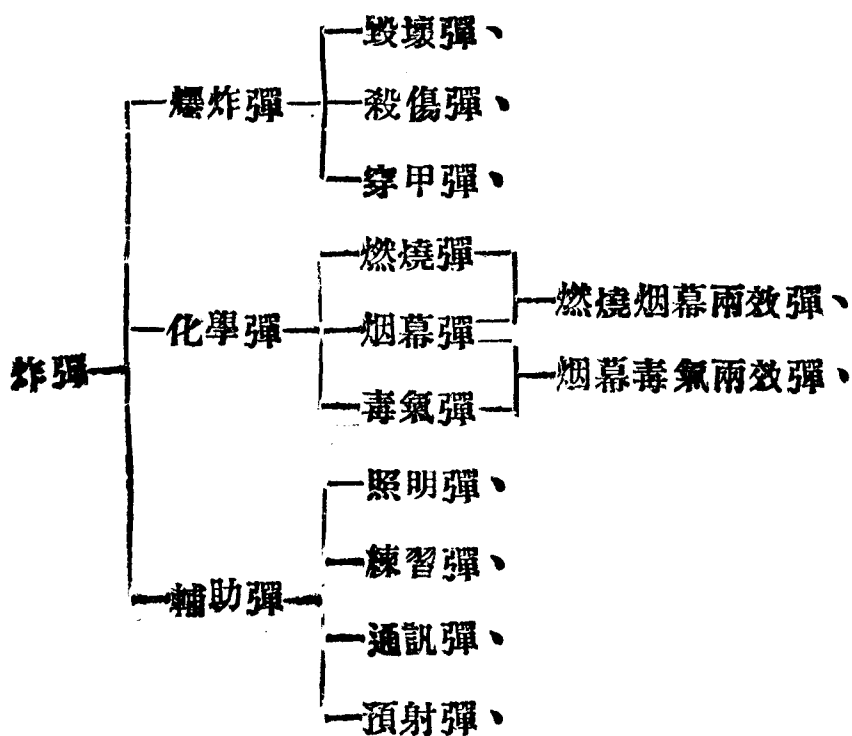 毀壞彈、
爆炸彈
殺傷彈、
穿甲彈、
燃燒彈
燃燒烟幕兩效彈、
化學彈
烟幕彈
炸彈
烟幕毒氣兩效彈、
毒氣彈
照明彈、
練習彈、
輔助彈
通訊彈、
預射彈、